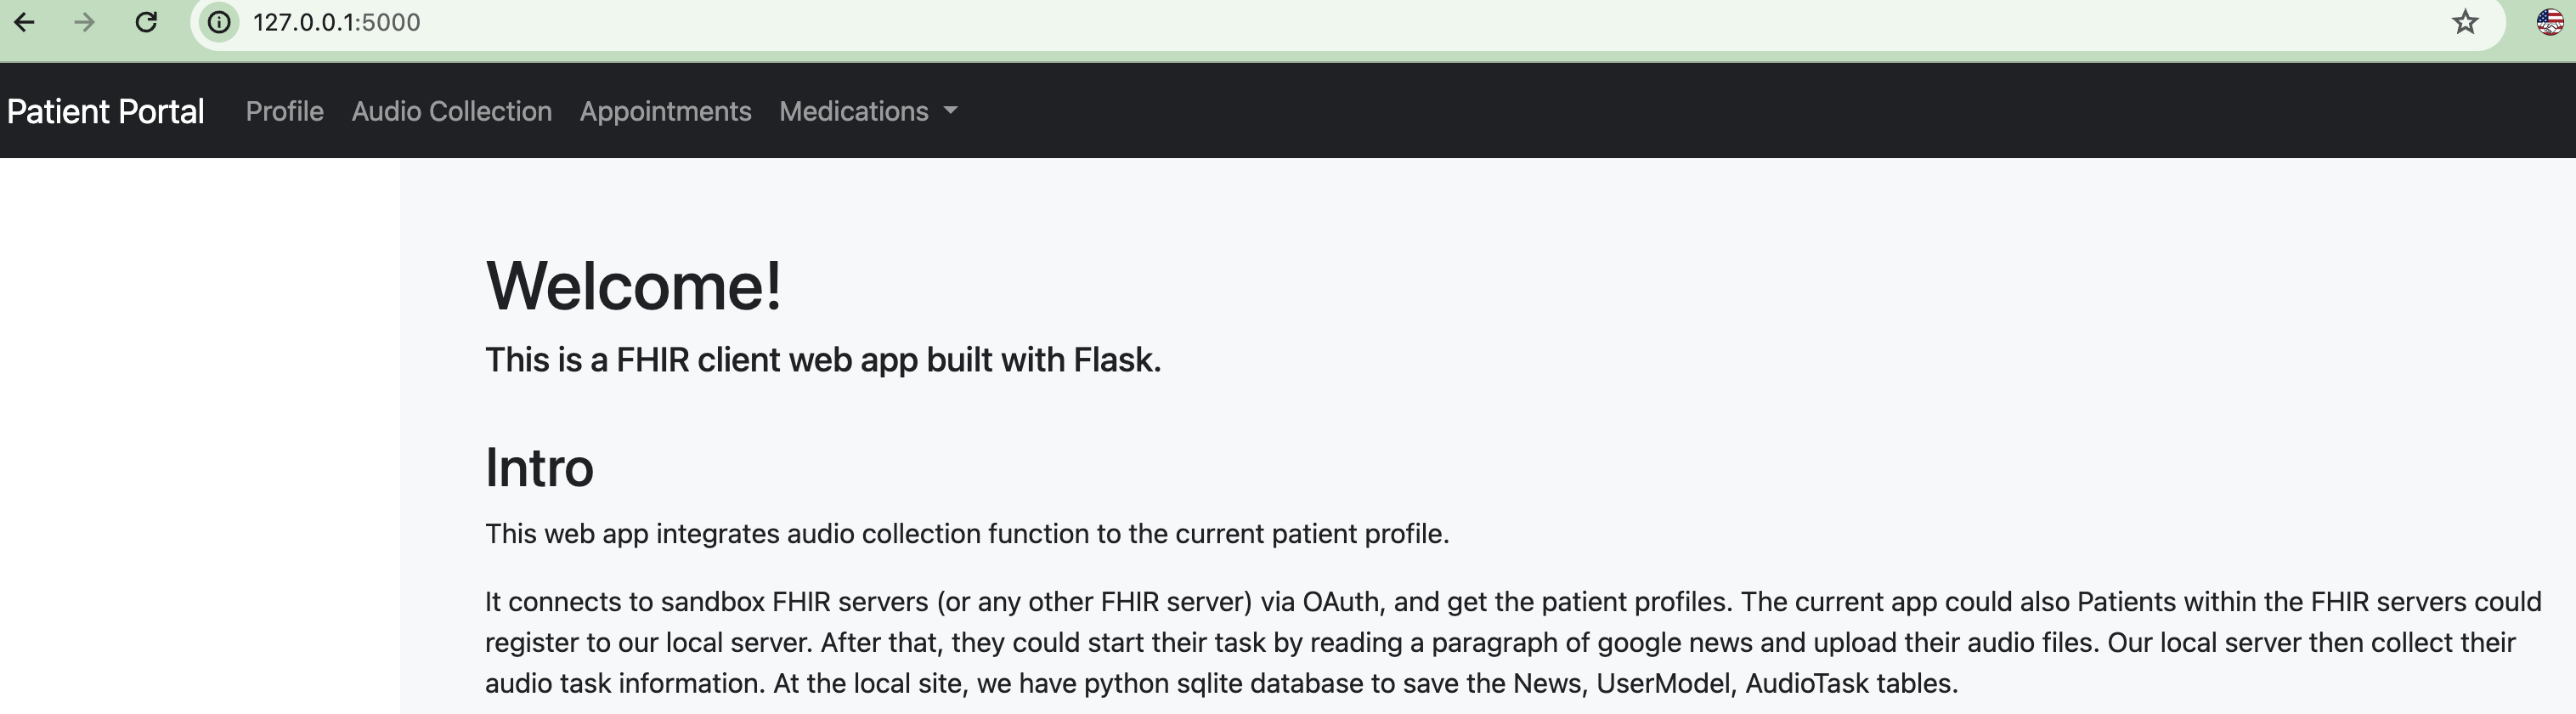 127.0.0.1:5000
Patient Portal Profile Audio Collection Appointments Medications
Welcome!
This is a FHIR client web app built with Flask.
Intro
This web app integrates audio collection function to the current patient profile.
It connects to sandbox FHIR servers (or any other FHIR server) via OAuth, and get the patient profiles. The current app could also Patients within the FHIR servers could
register to our local server. After that, they could start their task by reading a paragraph of google news and upload their audio files. Our local server then collect their
audio task information. At the local site, we have python sqlite database to save the News, UserModel, AudioTask tables.